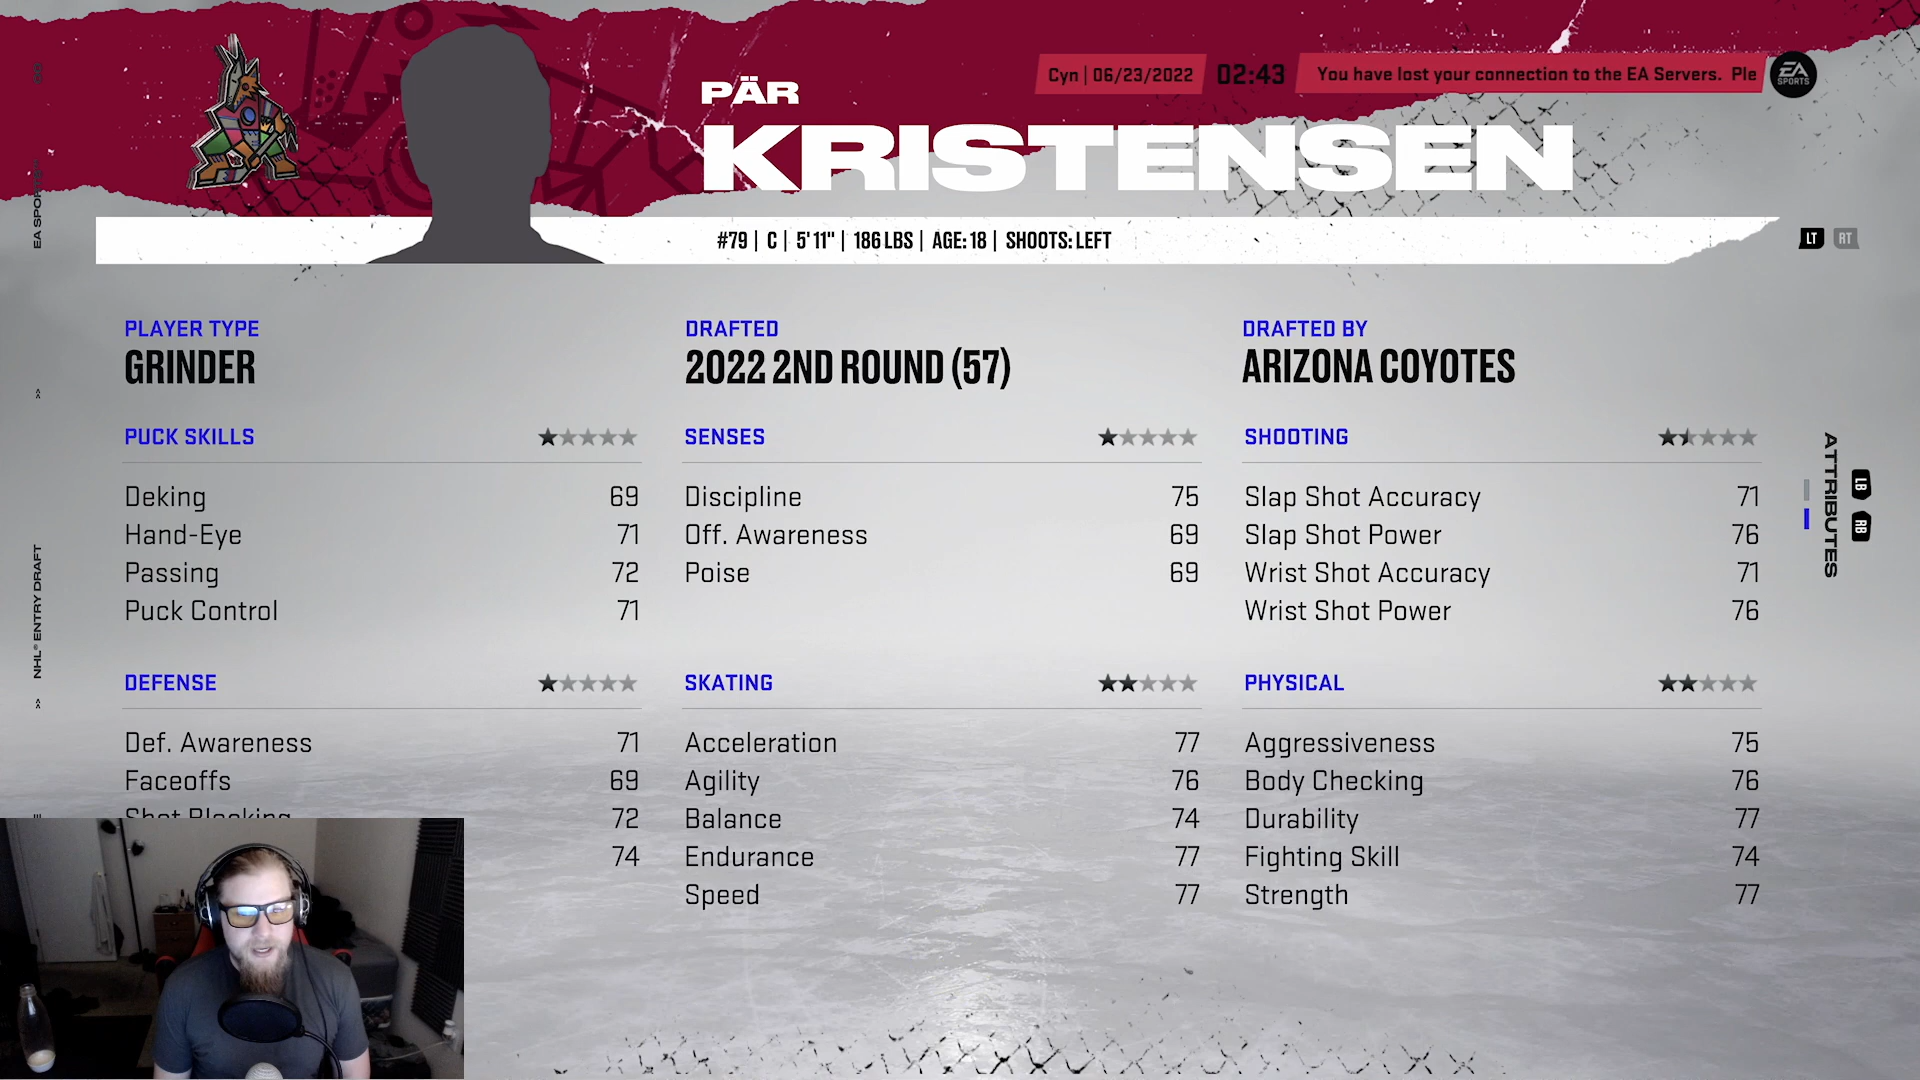 PÄR
KRISTENSEN
Cyn | 06/23/2022 02:43 You have lost your connection to the EA Servers. Ple
EA SPORTS
#79 | C | 5' 11" | 186 LBS | AGE: 18 | SHOOTS: LEFT
LT RT
PLAYER TYPE
GRINDER
DRAFTED
2022 2ND ROUND (57)
DRAFTED BY
ARIZONA COYOTES
PUCK SKILLS
Deking 69
Hand-Eye 71
Passing 72
Puck Control 71
SENSES
Discipline 75
Off. Awareness 69
Poise 69
SHOOTING
Slap Shot Accuracy 71
Slap Shot Power 76
Wrist Shot Accuracy 71
Wrist Shot Power 76
DEFENSE
Def. Awareness 71
Faceoffs 69
Shot Blocking 72
74
SKATING
Acceleration 77
Agility 76
Balance 74
Endurance 77
Speed 77
PHYSICAL
Aggressiveness 75
Body Checking 76
Durability 77
Fighting Skill 74
Strength 77
ATTRIBUTES
LB RB
NHL® ENTRY DRAFT
>>
>>